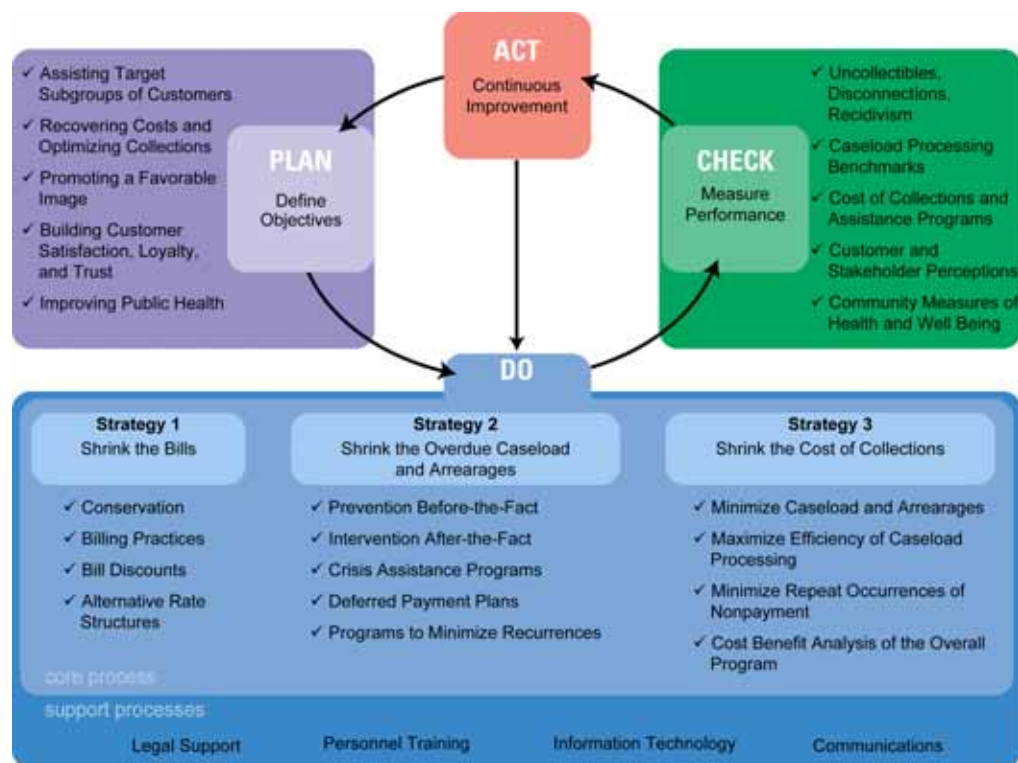 ACT
Continuous
Improvement
✓ Assisting Target
Subgroups of Customers
✓ Recovering Costs and
Optimizing Collections
✓ Promoting a Favorable
Image
✓ Building Customer
Satisfaction, Loyalty,
and Trust
✓ Improving Public Health
PLAN
Define
Objectives
CHECK
Measure
Performance
✓ Uncollectibles,
Disconnections,
Recidivism
✓ Caseload Processing
Benchmarks
✓ Cost of Collections and
Assistance Programs
✓ Customer and
Stakeholder Perceptions
✓ Community Measures of
Health and Well Being
DO
Strategy 1
Shrink the Bills
✓ Conservation
✓ Billing Practices
✓ Bill Discounts
✓ Alternative Rate
Structures
Strategy 2
Shrink the Overdue Caseload
and Arrearages
✓ Prevention Before-the-Fact
✓ Intervention After-the-Fact
✓ Crisis Assistance Programs
✓ Deferred Payment Plans
✓ Programs to Minimize Recurrences
Strategy 3
Shrink the Cost of Collections
✓ Minimize Caseload and Arrearages
✓ Maximize Efficiency of Caseload
Processing
✓ Minimize Repeat Occurrences of
Nonpayment
✓ Cost Benefit Analysis of the Overall
Program
core process
support processes
Legal Support
Personnel Training
Information Technology
Communications